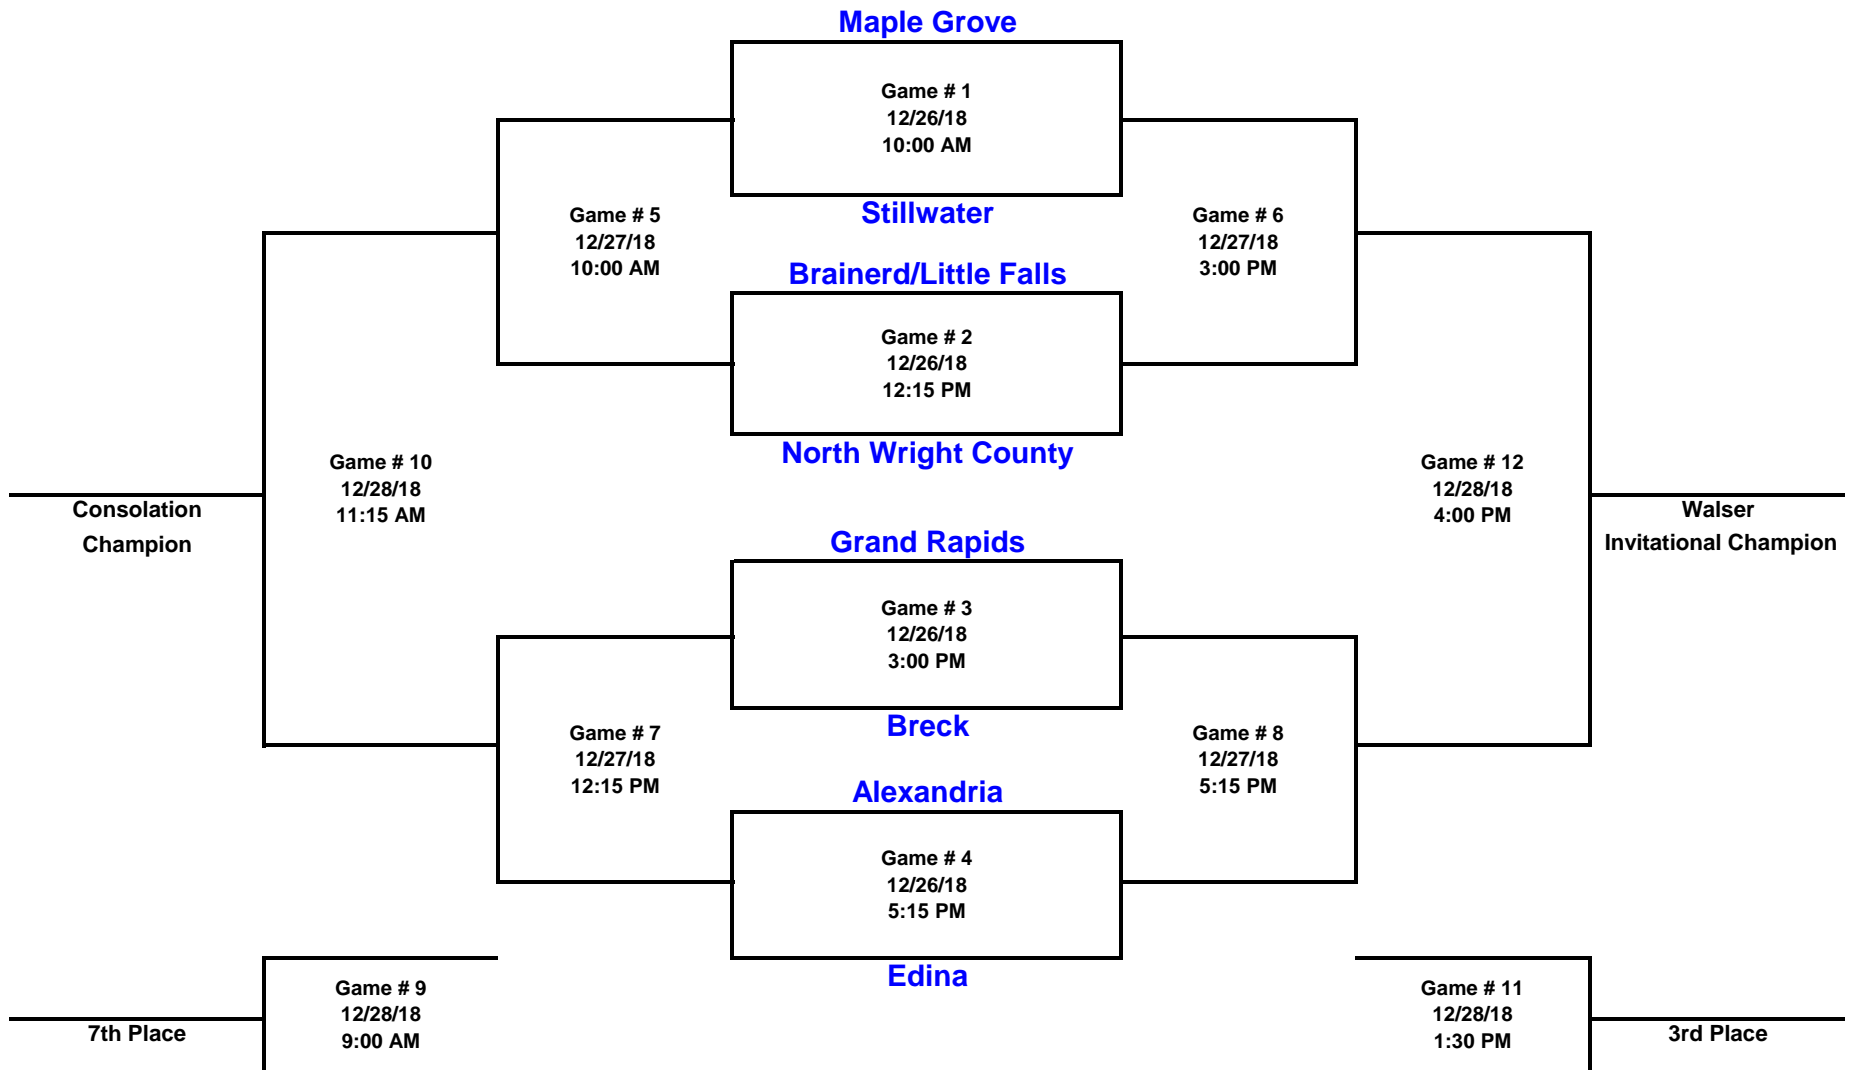 Maple Grove
Game # 1
12/26/18
10:00 AM
Stillwater
Game # 5
12/27/18
10:00 AM
Game # 6
12/27/18
3:00 PM
Brainerd/Little Falls
Game # 2
12/26/18
12:15 PM
North Wright County
Game # 10
12/28/18
11:15 AM
Consolation
Champion
Game # 12
12/28/18
4:00 PM
Walser
Invitational Champion
Grand Rapids
Game # 3
12/26/18
3:00 PM
Breck
Game # 7
12/27/18
12:15 PM
Game # 8
12/27/18
5:15 PM
Alexandria
Game # 4
12/26/18
5:15 PM
Edina
Game # 9
12/28/18
9:00 AM
7th Place
Game # 11
12/28/18
1:30 PM
3rd Place